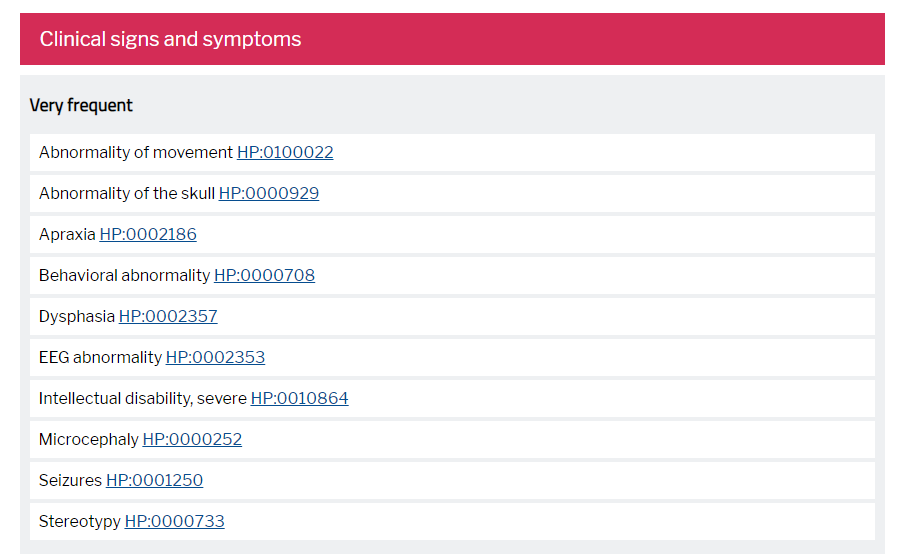 Clinical signs and symptoms
Very frequent
Abnormality of movement HP:0100022
Abnormality of the skull HP:0000929
Apraxia HP:0002186
Behavioral abnormality HP:0000708
Dysphasia HP:0002357
EEG abnormality HP:0002353
Intellectual disability, severe HP:0010864
Microcephaly HP:0000252
Seizures HP:0001250
Stereotypy HP:0000733